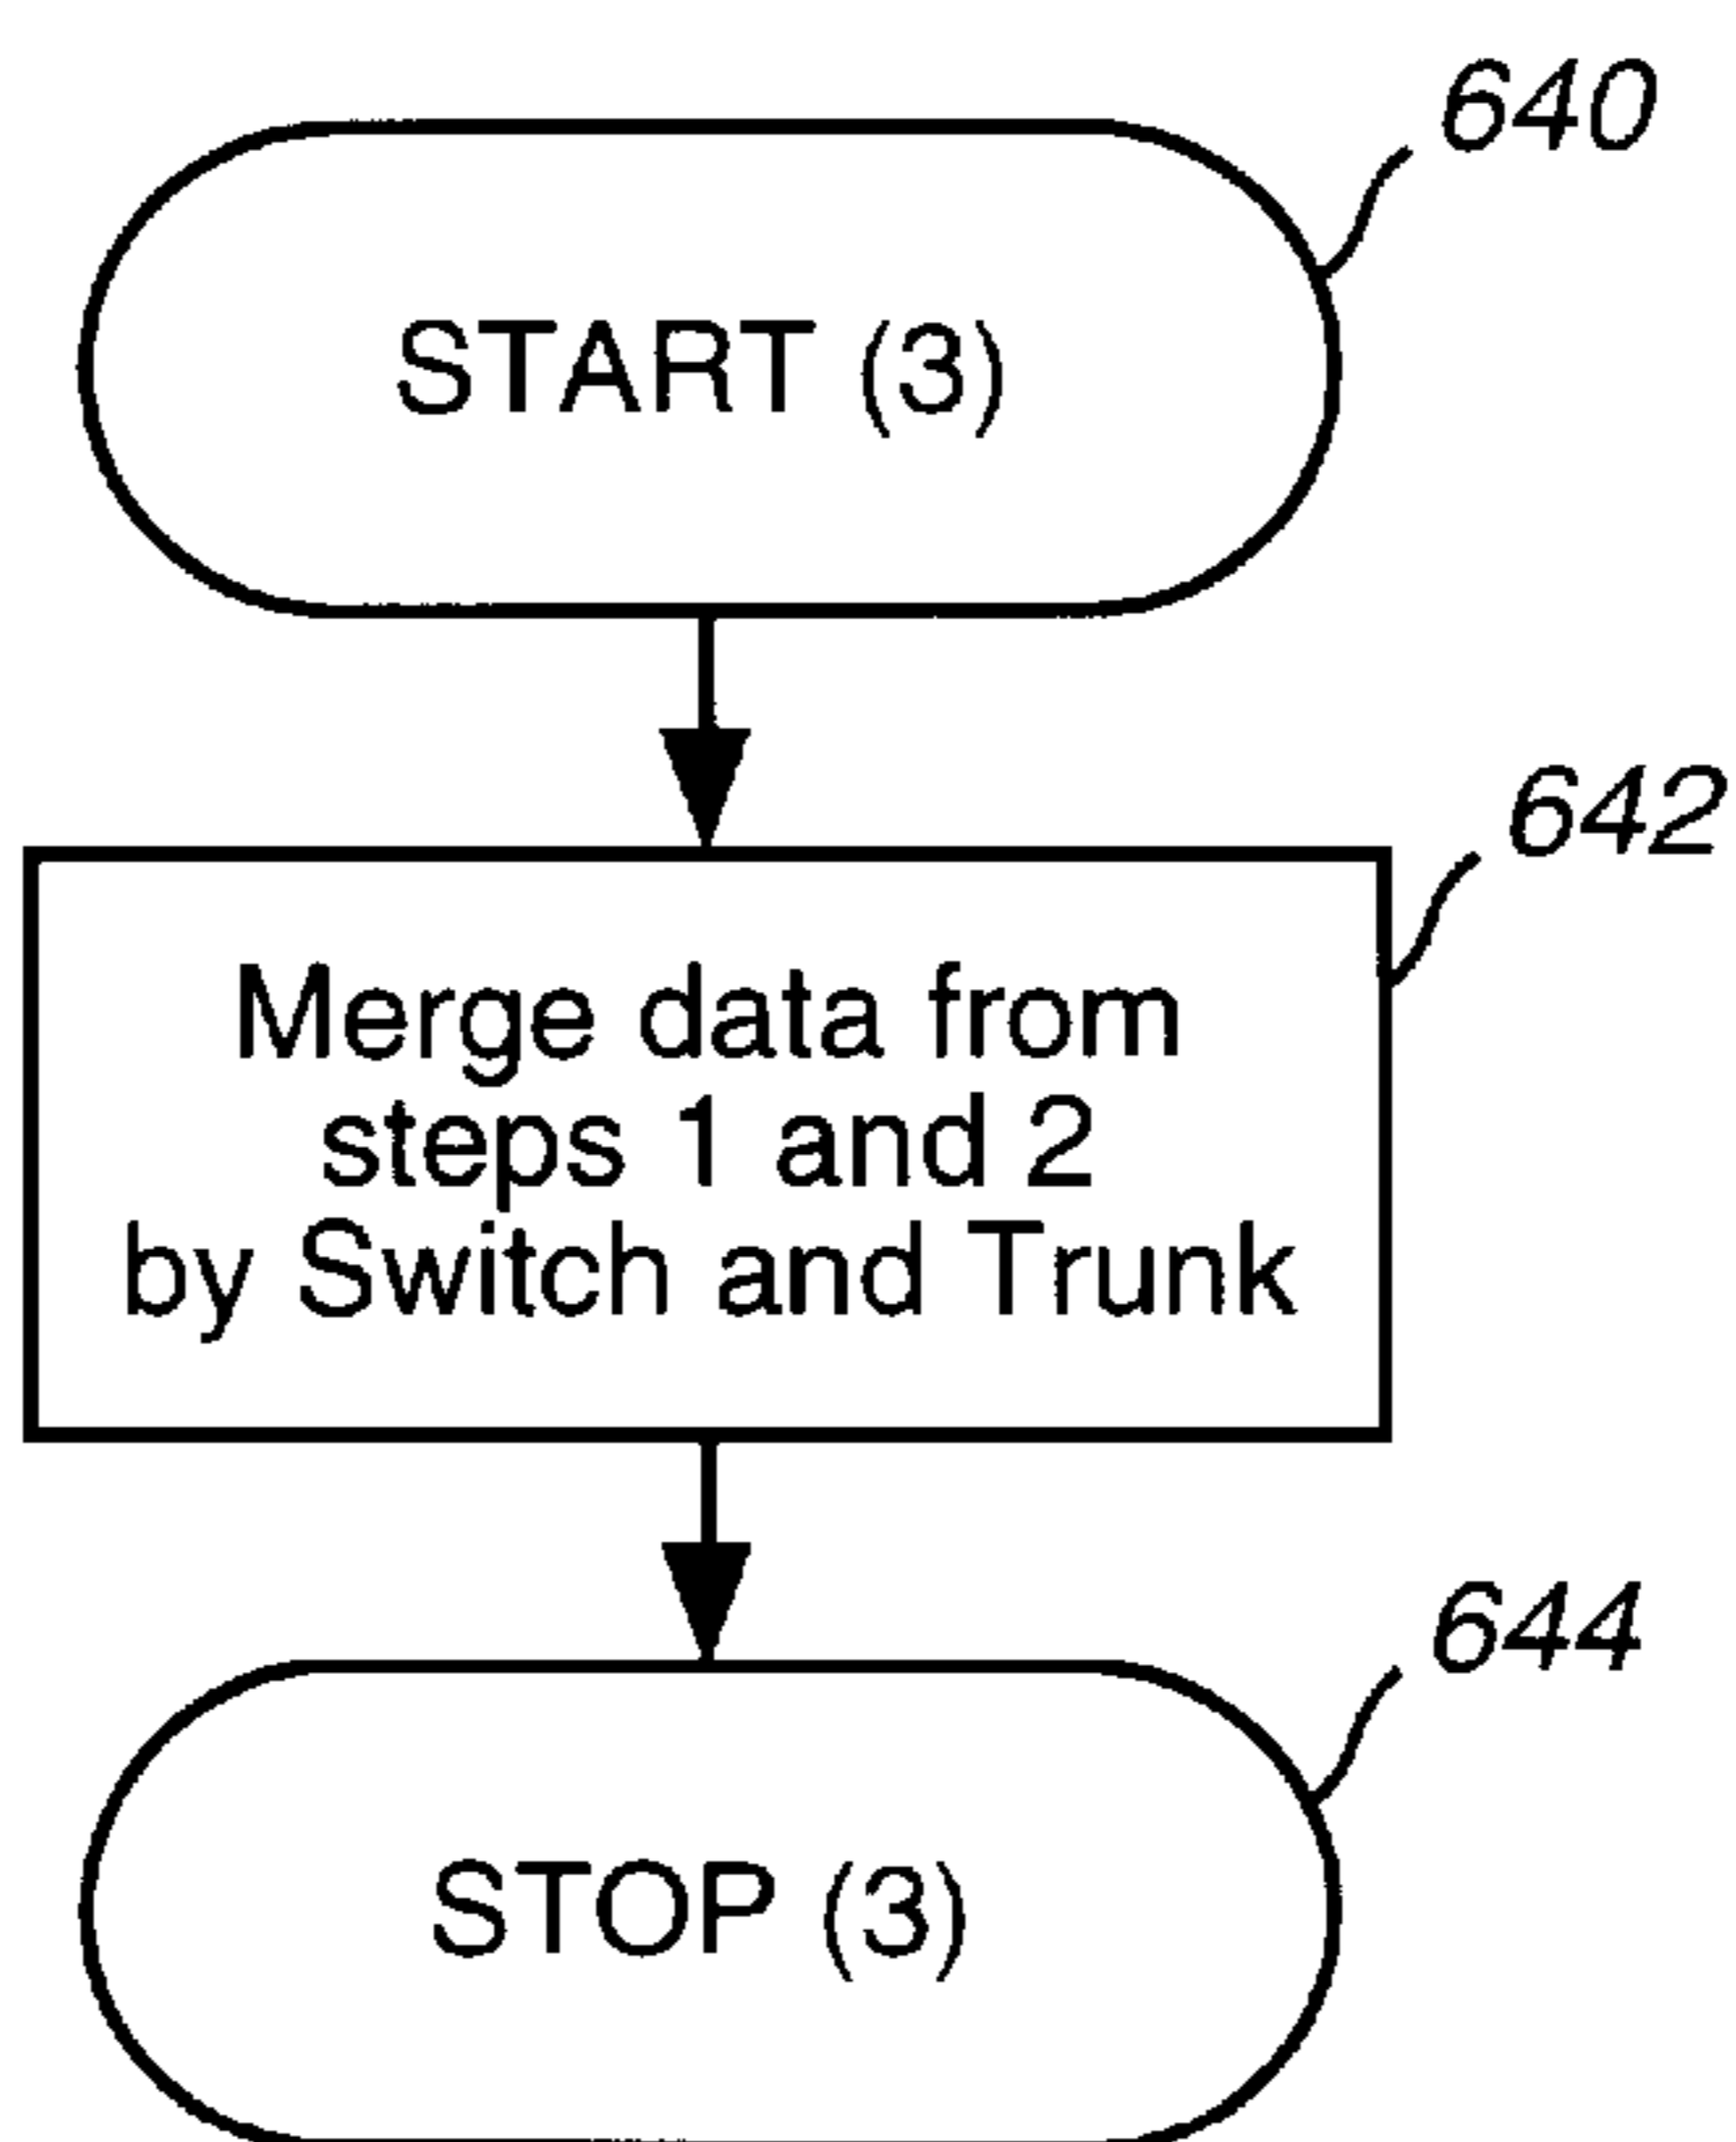 640
START (3)
642
Merge data from
steps 1 and 2
by Switch and Trunk
644
STOP (3)